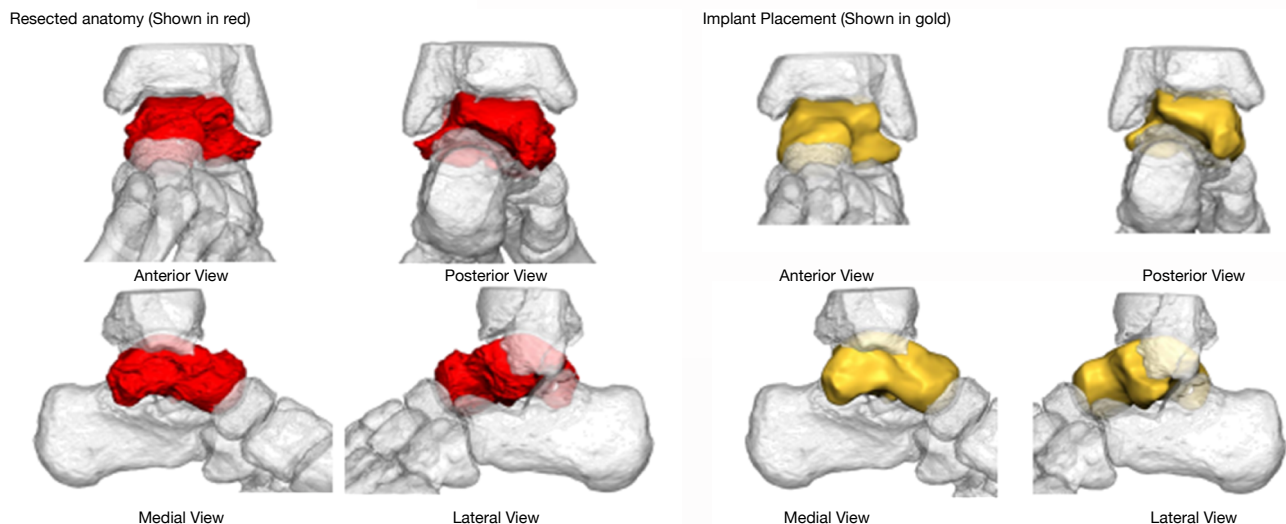 Resected anatomy (Shown in red)
Implant Placement (Shown in gold)
Anterior View
Posterior View
Anterior View
Posterior View
Medial View
Lateral View
Medial View
Lateral View